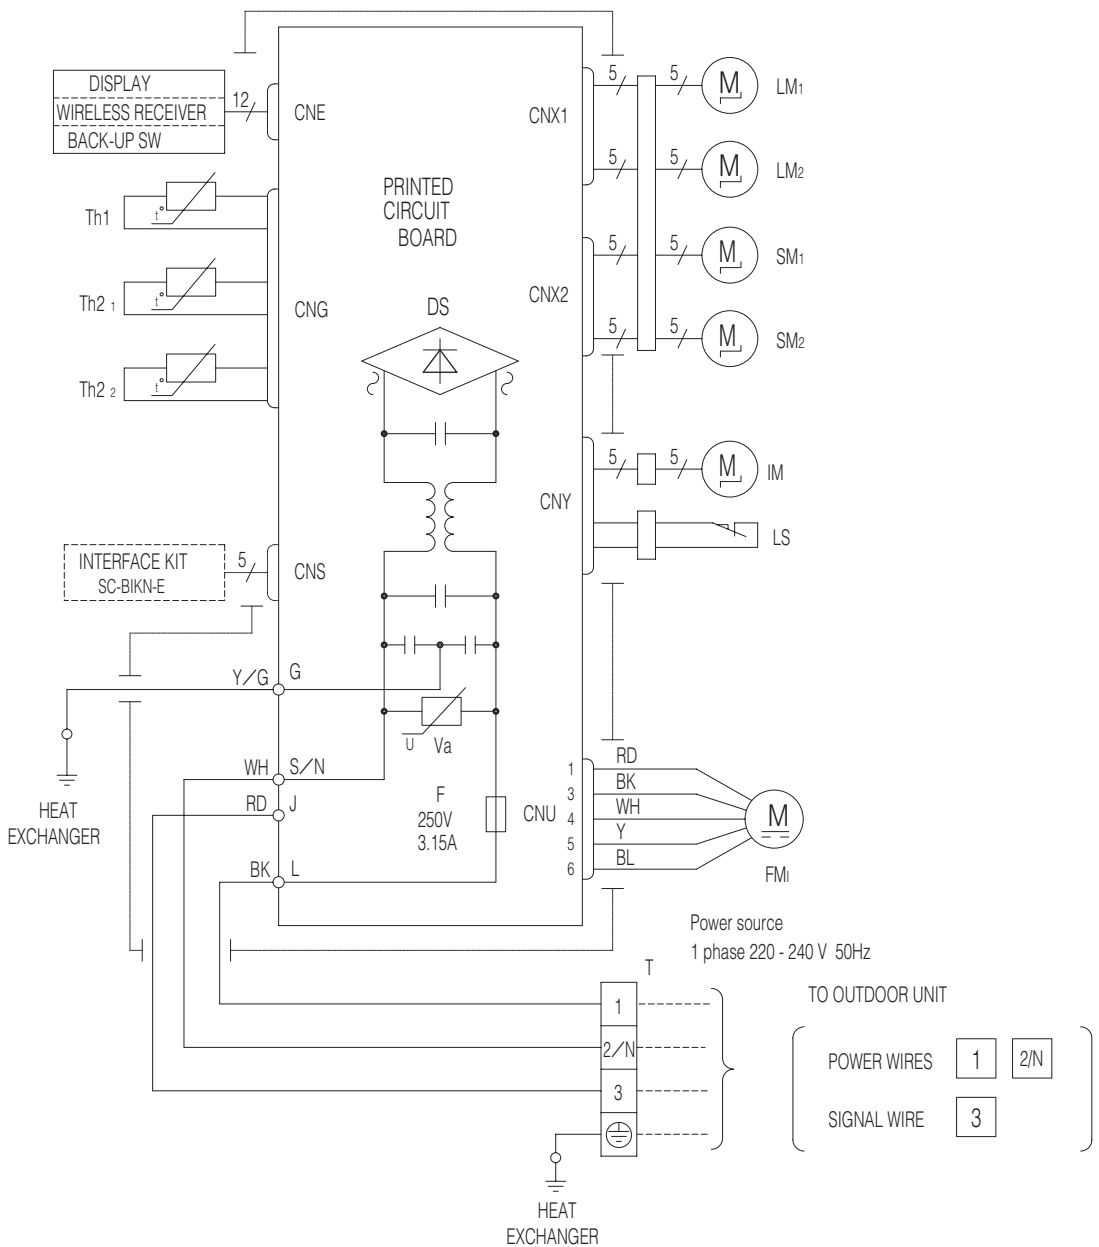 DISPLAY
WIRELESS RECEIVER
BACK-UP SW
12
CNE
Th1
t°
Th2 1
t°
CNG
Th2 2
t°
INTERFACE KIT
SC-BIKN-E
5
CNS
PRINTED
CIRCUIT
BOARD
DS
CNX1
5
5
M
LM1
5
5
M
LM2
CNX2
5
5
M
SM1
5
5
M
SM2
CNY
5
5
M
IM
LS
Y/G
G
U
Va
HEAT
EXCHANGER
WH
S/N
RD
J
BK
L
F
250V
3.15A
CNU
1
3
4
5
6
RD
BK
WH
Y
BL
M
FMI
Power source
1 phase 220 - 240 V 50Hz
T
1
2/N
3
HEAT
EXCHANGER
TO OUTDOOR UNIT
POWER WIRES
1
2/N
SIGNAL WIRE
3